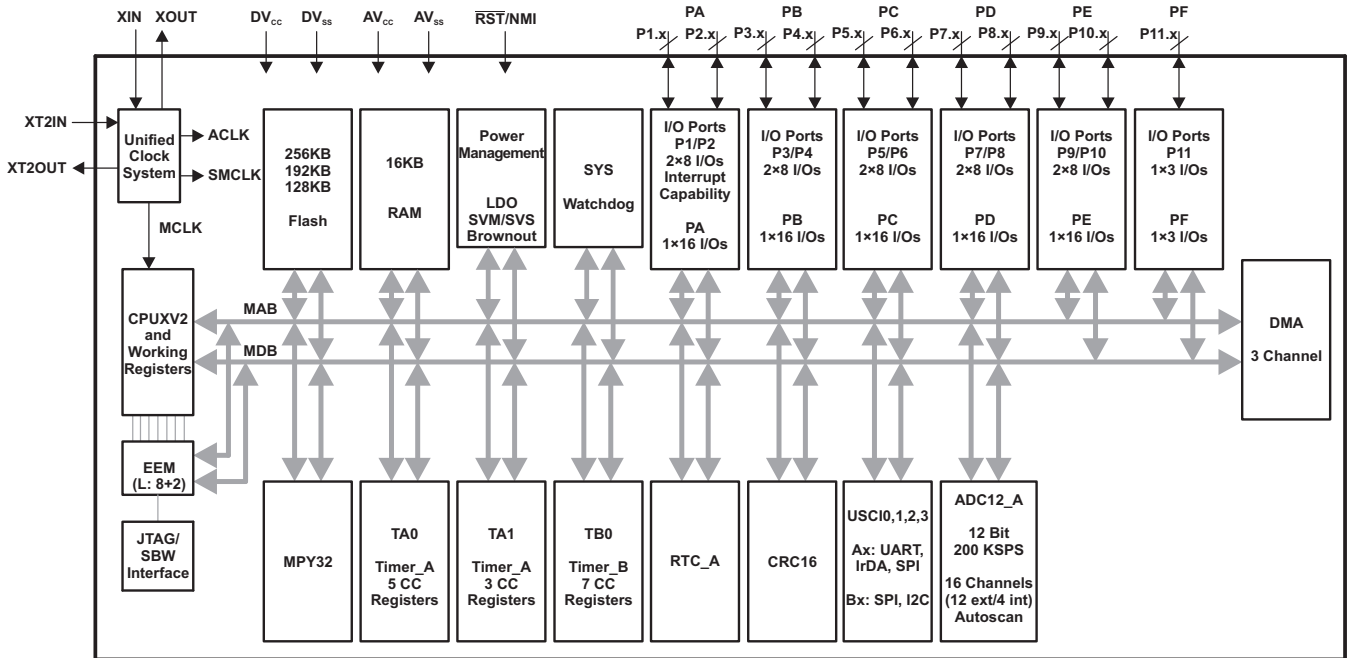 XIN XOUT DVCC DVSS AVCC AVSS RST/NMI PA PB PC PD PE PF
P1.x P2.x P3.x P4.x P5.x P6.x P7.x P8.x P9.x P10.x P11.x
XT2IN
XT2OUT
Unified
Clock
System
ACLK
SMCLK
MCLK
256KB
192KB
128KB
Flash
16KB
RAM
Power
Management
LDO
SVM/SVS
Brownout
SYS
Watchdog
I/O Ports
P1/P2
2×8 I/Os
Interrupt
Capability
PA
1×16 I/Os
I/O Ports
P3/P4
2×8 I/Os
PB
1×16 I/Os
I/O Ports
P5/P6
2×8 I/Os
PC
1×16 I/Os
I/O Ports
P7/P8
2×8 I/Os
PD
1×16 I/Os
I/O Ports
P9/P10
2×8 I/Os
PE
1×16 I/Os
I/O Ports
P11
1×3 I/Os
PF
1×3 I/Os
CPUXV2
and
Working
Registers
MAB
MDB
DMA
3 Channel
EEM
(L: 8+2)
JTAG/
SBW
Interface
MPY32
TA0
Timer_A
5 CC
Registers
TA1
Timer_A
3 CC
Registers
TB0
Timer_B
7 CC
Registers
RTC_A
CRC16
USCI0,1,2,3
Ax: UART,
IrDA, SPI
Bx: SPI, I2C
ADC12_A
12 Bit
200 KSPS
16 Channels
(12 ext/4 int)
Autoscan